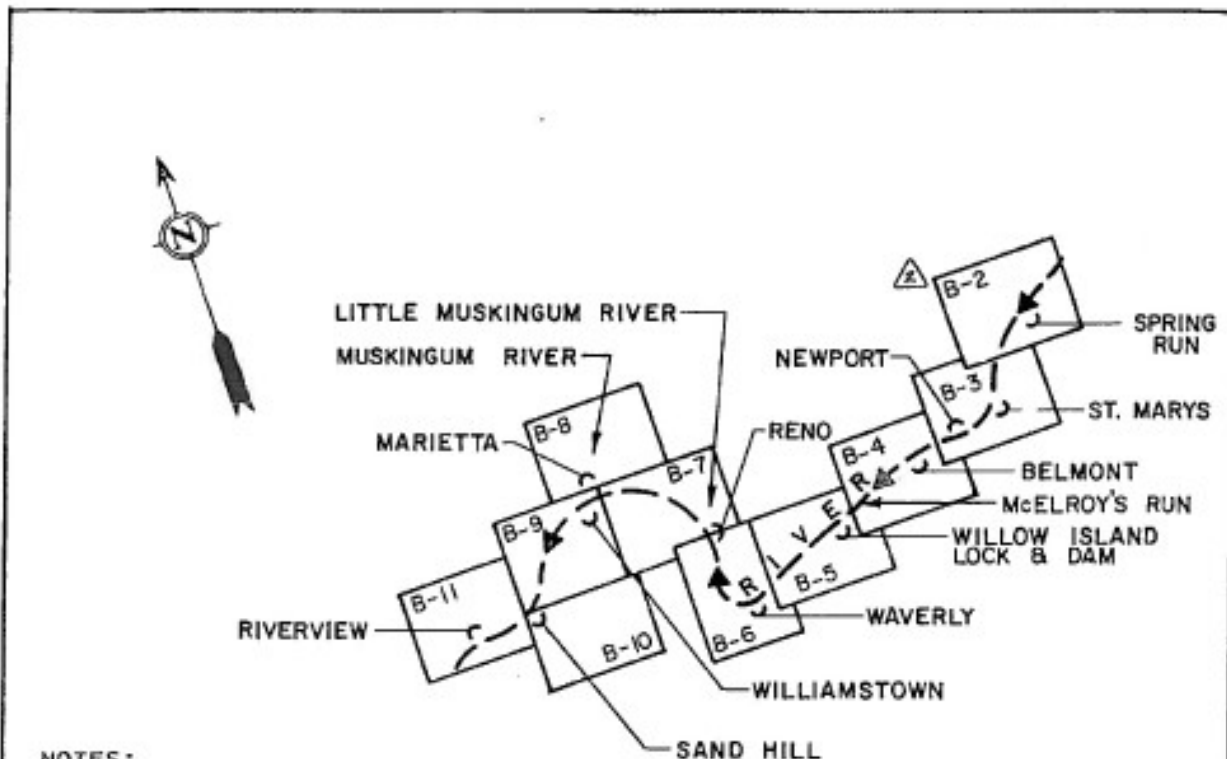 N
B-2
SPRING
RUN
LITTLE MUSKINGUM RIVER
MUSKINGUM RIVER
NEWPORT
B-3
ST. MARYS
MARIETTA
B-8
B-7
RENO
B-4
BELMONT
McELROY'S RUN
RIVER
WILLOW ISLAND
LOCK & DAM
B-9
B-5
B-11
WAVERLY
RIVERVIEW
B-10
B-6
WILLIAMSTOWN
SAND HILL
NOTES: